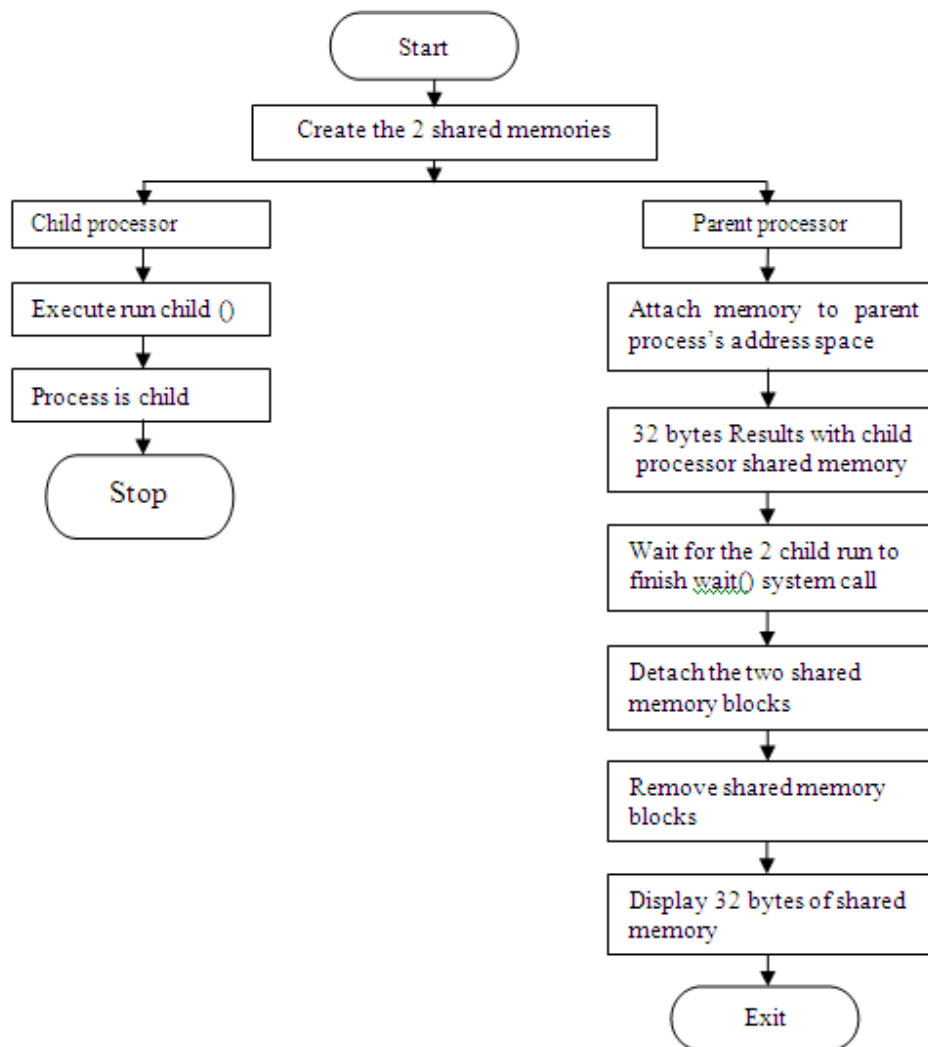 Start
Create the 2 shared memories
Child processor
Parent processor
Execute run child ()
Attach memory to parent
process's address space
Process is child
32 bytes Results with child
processor shared memory
Stop
Wait for the 2 child run to
finish wait() system call
Detach the two shared
memory blocks
Remove shared memory
blocks
Display 32 bytes of shared
memory
Exit